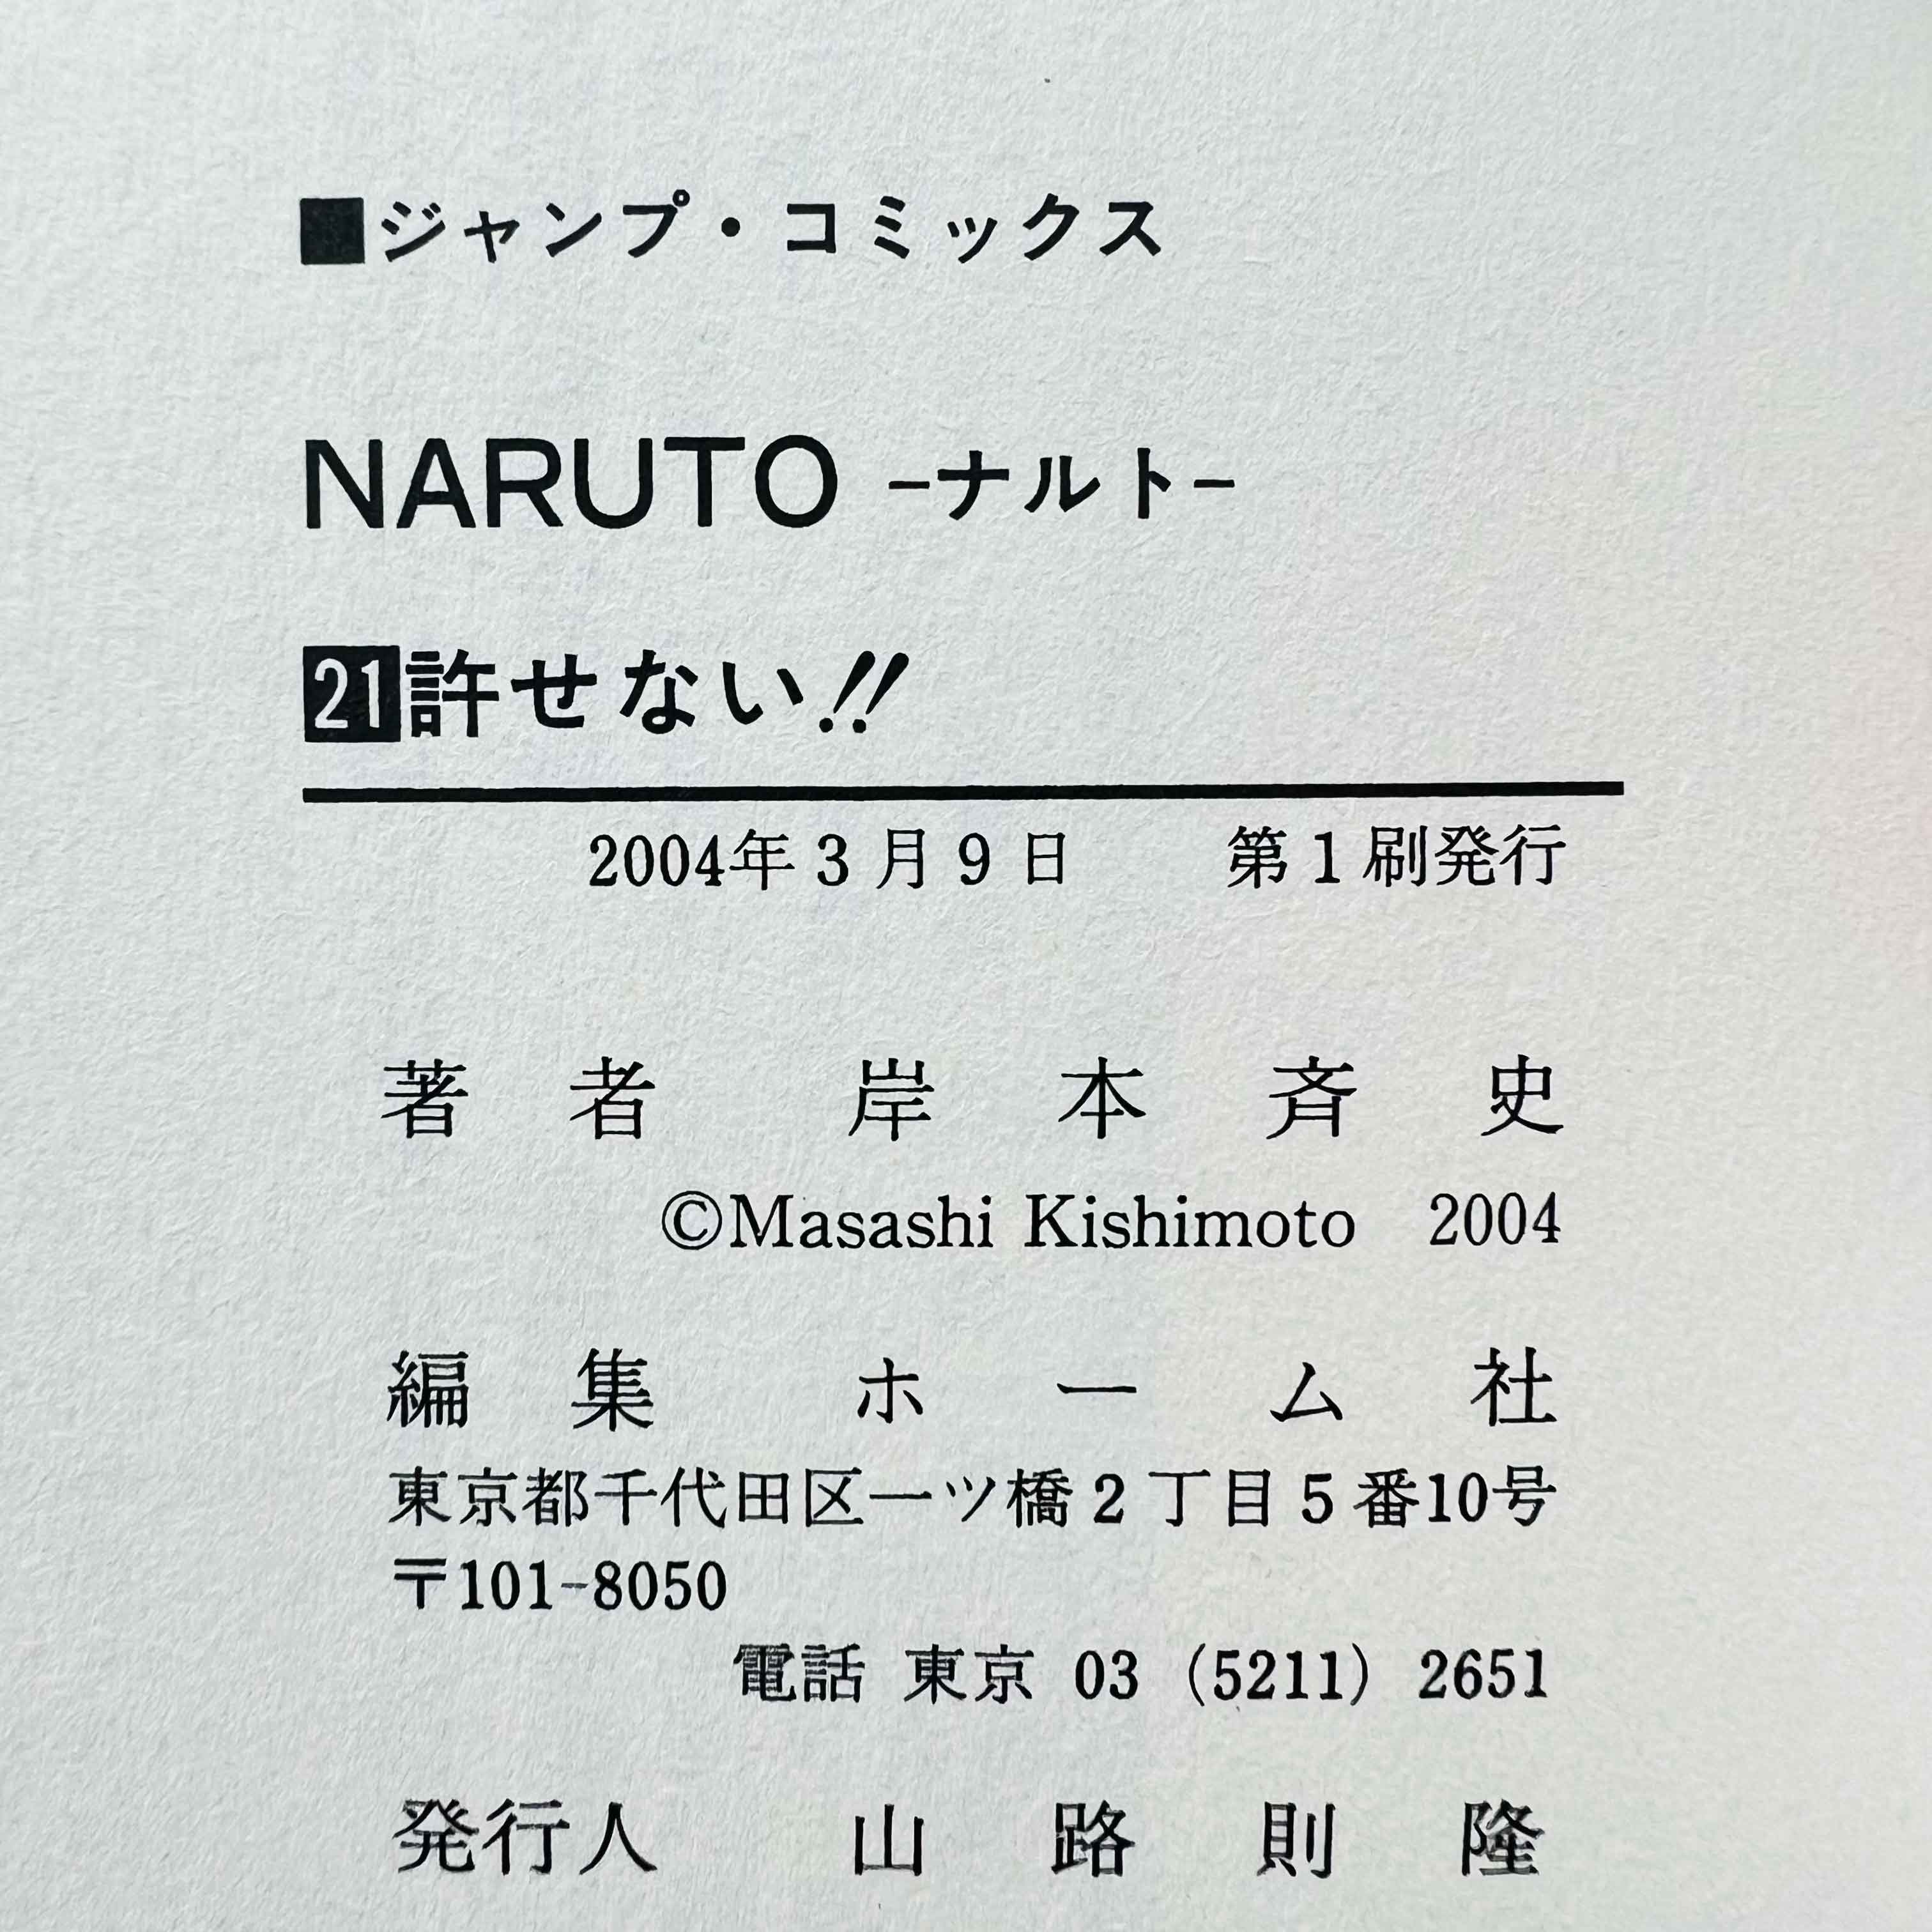 ■ジャンプ・コミックス
NARUTO -ナルト-
21許せない!!
2004年3月9日 第1刷発行
著者 岸本斉史
©Masashi Kishimoto 2004
編集 ホーム社
東京都千代田区一ツ橋2丁目5番10号
〒101-8050
電話 東京 03 (5211) 2651
発行人 山路則隆